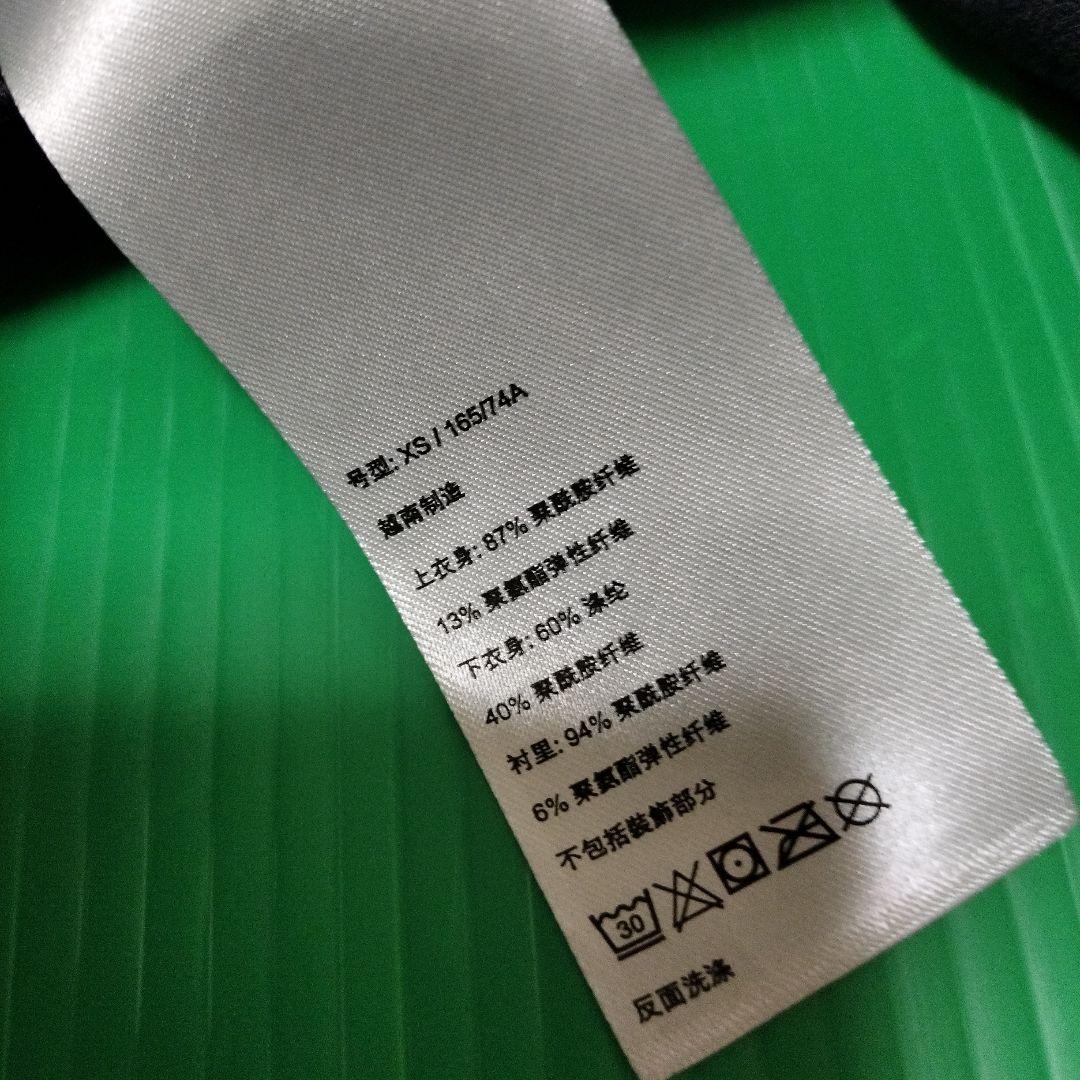 号型: XS / 165/74A
越南制造
上衣身: 87% 聚酰胺纤维
13% 聚氨酯弹性纤维
下衣身: 60% 涤纶
40% 聚酰胺纤维
衬里: 94% 聚酰胺纤维
6% 聚氨酯弹性纤维
不包括装飾部分
30
反面洗涤